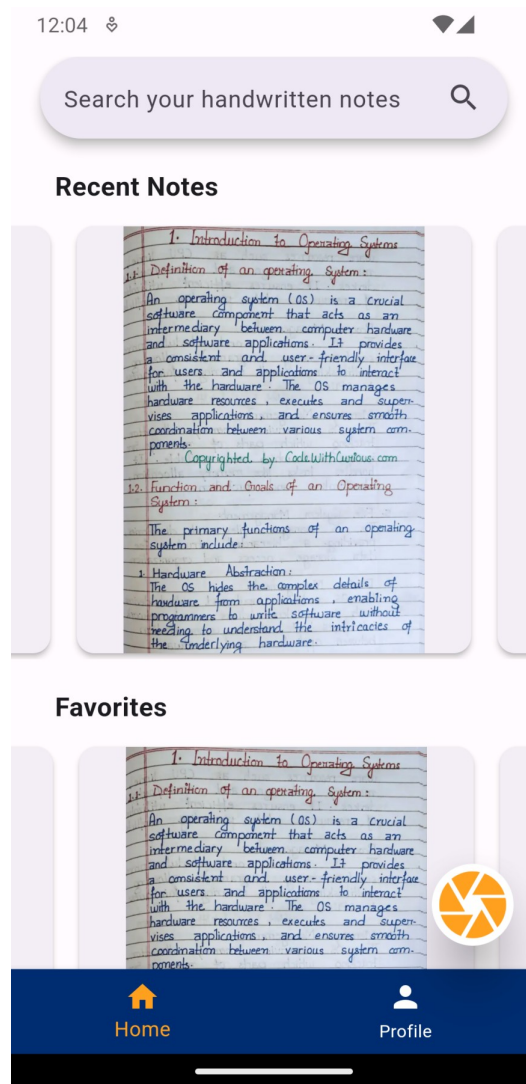 12:04
Search your handwritten notes
Recent Notes
1. Introduction to Operating Systems
1.1. Definition of an operating System :
An operating system (OS) is a crucial
software component that acts as an
intermediary between computer hardware
and software applications. It provides
a consistent and user-friendly interface
for users and applications to interact
with the hardware. The OS manages
hardware resources, executes and super-
vises applications, and ensures smooth
coordination between various system com-
ponents.
Copyrighted by CodeWithCurious.com
1.2. Function and Goals of an Operating
System :
The primary functions of an operating
system include:
1. Hardware Abstraction:
The OS hides the complex details of
hardware from applications, enabling
programmers to write software without
needing to understand the intricacies of
the underlying hardware.
Favorites
1. Introduction to Operating Systems
1.1. Definition of an operating System :
An operating system (OS) is a crucial
software component that acts as an
intermediary between computer hardware
and software applications. It provides
a consistent and user-friendly interface
for users and applications to interact
with the hardware. The OS manages
hardware resources, executes and super-
vises applications, and ensures smooth
coordination between various system com-
ponents.
Home
Profile